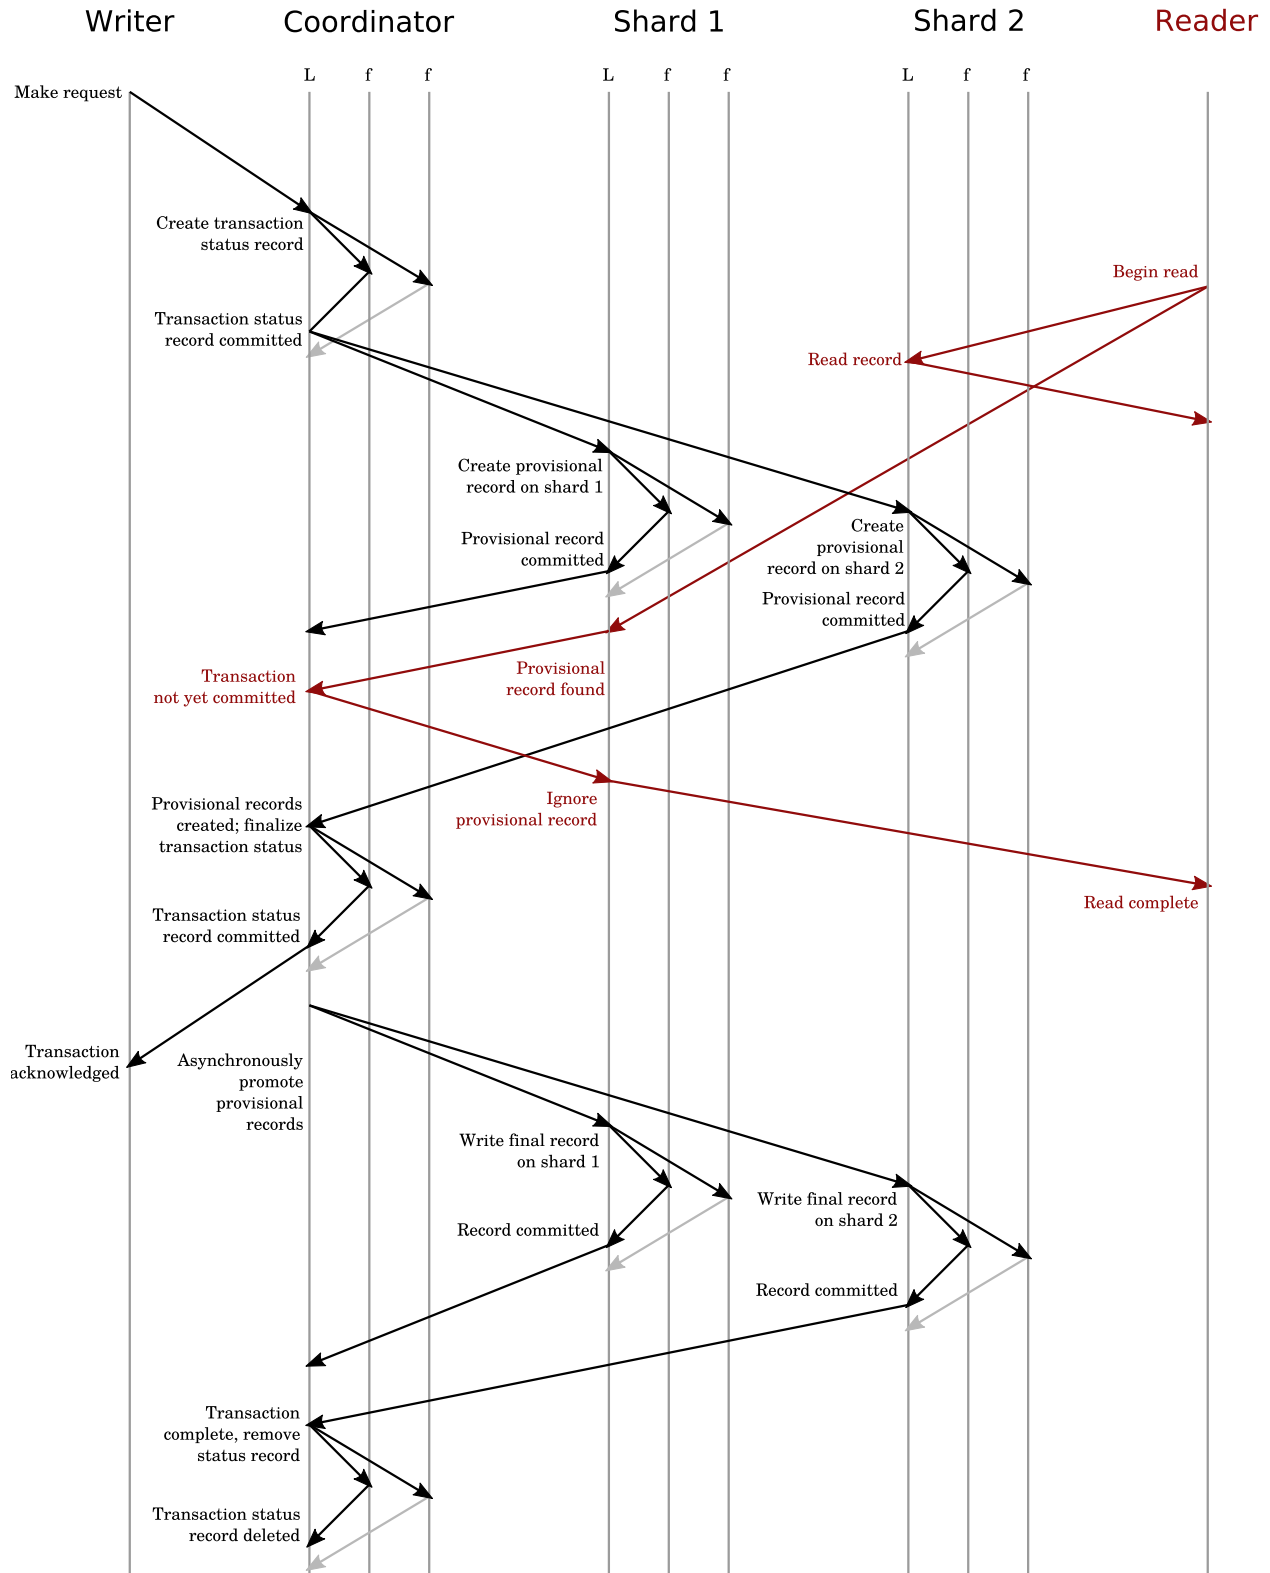 Writer
Coordinator
Shard 1
Shard 2
Reader
L
f
f
L
f
f
L
f
f
Make request
Create transaction
status record
Begin read
Transaction status
record committed
Read record
Create provisional
record on shard 1
Create
provisional
record on shard 2
Provisional record
committed
Provisional record
committed
Transaction
not yet committed
Provisional
record found
Ignore
provisional record
Provisional records
created; finalize
transaction status
Read complete
Transaction status
record committed
Transaction
acknowledged
Asynchronously
promote
provisional
records
Write final record
on shard 1
Write final record
on shard 2
Record committed
Record committed
Transaction
complete, remove
status record
Transaction status
record deleted